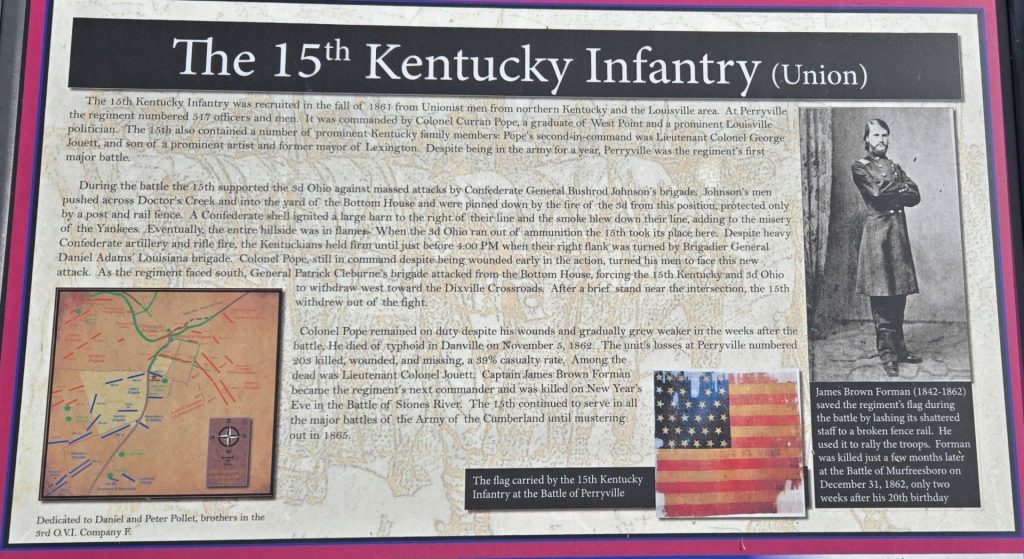 The 15th Kentucky Infantry (Union)
The 15th Kentucky Infantry was recruited in the fall of 1861 from Unionist men from northern Kentucky and the Louisville area. At Perryville
the regiment numbered 517 officers and men. It was commanded by Colonel Curran Pope, a graduate of West Point and a prominent Louisville
politician. The 15th also contained a number of prominent Kentucky family members: Pope's second-in-command was Lieutenant Colonel George
Jouett, and son of a prominent artist and former mayor of Lexington. Despite being in the army for a year, Perryville was the regiment's first
major battle.
During the battle the 15th supported the 3d Ohio against massed attacks by Confederate General Bushrod Johnson's brigade. Johnson's men
pushed across Doctor's Creek and into the yard of the Bottom House and were pinned down by the fire of the 3d from this position, protected only
by a post and rail fence. A Confederate shell ignited a large barn to the right of their line and the smoke blew down their line, adding to the misery
of the Yankees. Eventually, the entire hillside was in flames. When the 3d Ohio ran out of ammunition the 15th took its place here. Despite heavy
Confederate artillery and rifle fire, the Kentuckians held firm until just before 4:00 PM when their right flank was turned by Brigadier General
Daniel Adams' Louisiana brigade. Colonel Pope, still in command despite being wounded early in the action, turned his men to face this new
attack. As the regiment faced south, General Patrick Cleburne's brigade attacked from the Bottom House, forcing the 15th Kentucky and 3d Ohio
to withdraw west toward the Dixville Crossroads. After a brief stand near the intersection, the 15th
withdrew out of the fight.
Colonel Pope remained on duty despite his wounds and gradually grew weaker in the weeks after the
battle. He died of typhoid in Danville on November 5, 1862. The unit's losses at Perryville numbered
203 killed, wounded, and missing, a 39% casualty rate. Among the
dead was Lieutenant Colonel Jouett. Captain James Brown Forman
became the regiment's next commander and was killed on New Year's
Eve in the Battle of Stones River. The 15th continued to serve in all
the major battles of the Army of the Cumberland until mustering
out in 1865.
The flag carried by the 15th Kentucky
Infantry at the Battle of Perryville
James Brown Forman (1842-1862)
saved the regiment's flag during
the battle by lashing its shattered
staff to a broken fence rail. He
used it to rally the troops. Forman
was killed just a few months later
at the Battle of Murfreesboro on
December 31, 1862, only two
weeks after his 20th birthday
Dedicated to Daniel and Peter Pollet, brothers in the
3rd O.V.I. Company F.